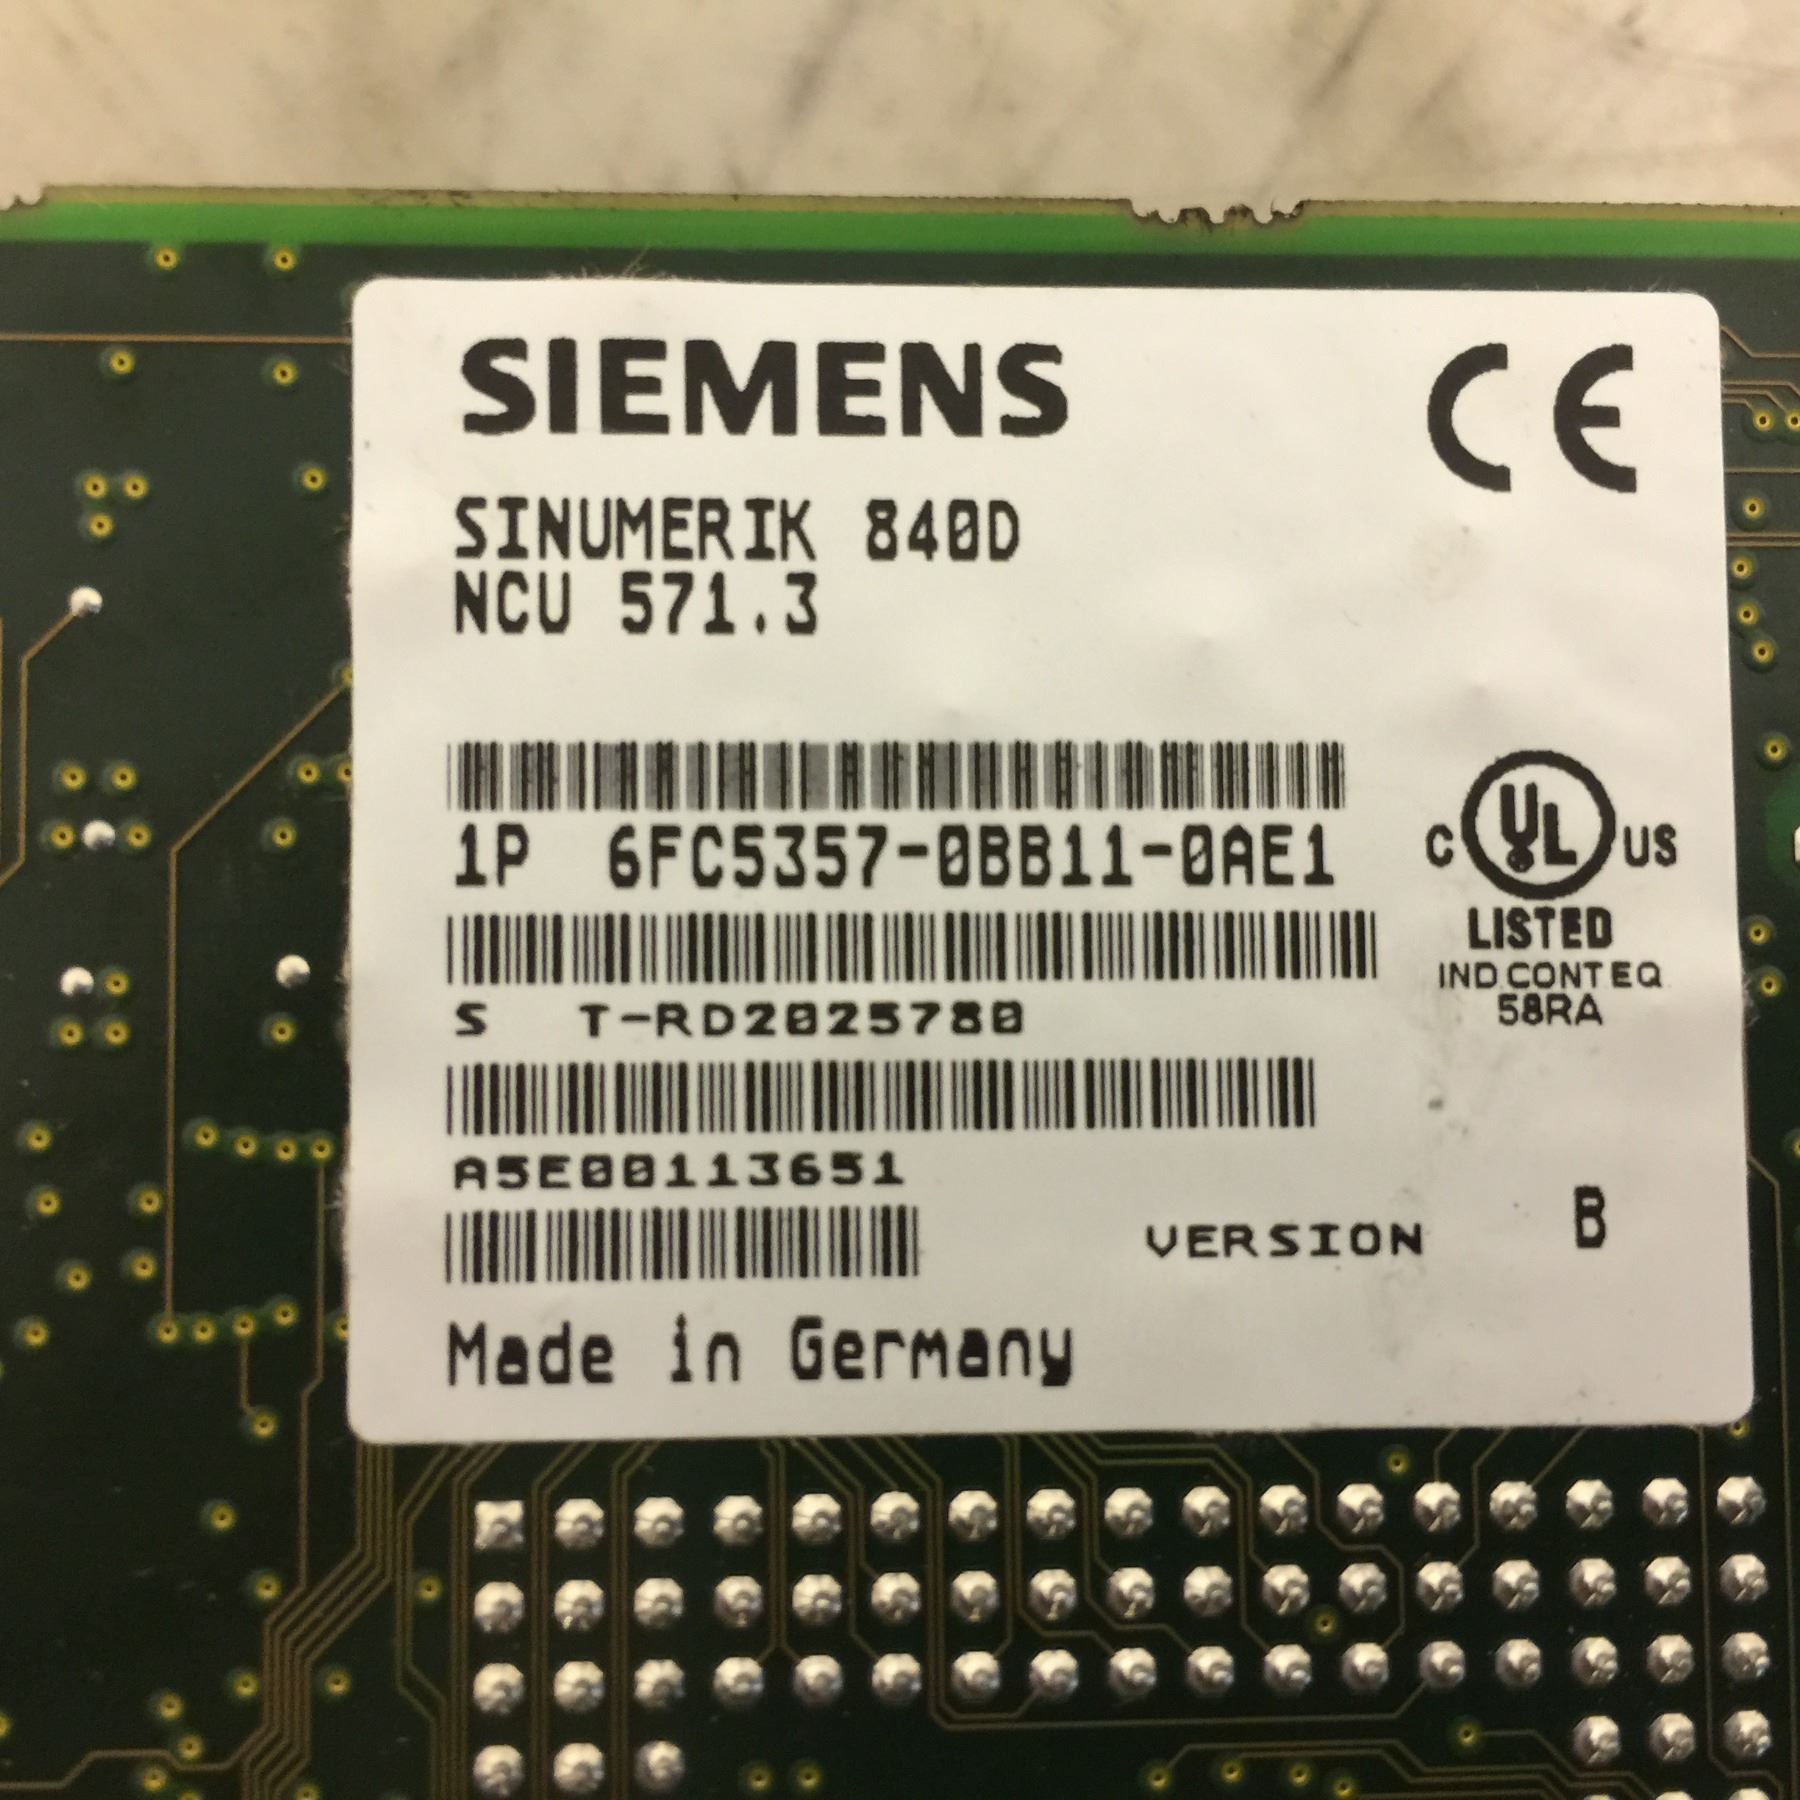 SIEMENS
CE
SINUMERIK 840D
NCU 571.3
1P 6FC5357-0BB11-0AE1
C UL US
LISTED
IND.CONT.EQ.
58RA
S T-RD2025780
A5E00113651
VERSION B
Made in Germany